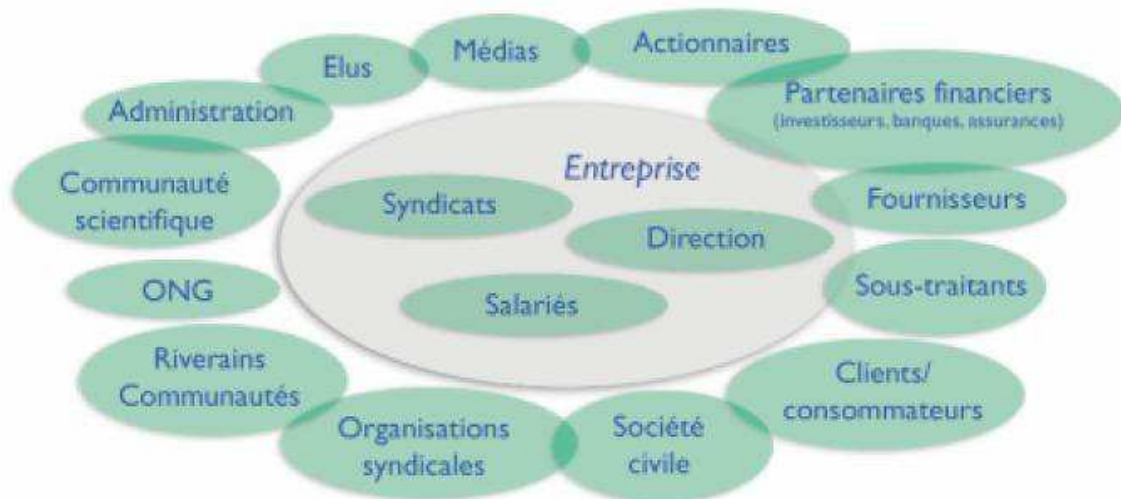 Médias
Actionnaires
Elus
Partenaires financiers
(investisseurs, banques, assurances)
Administration
Entreprise
Communauté
scientifique
Syndicats
Fournisseurs
Direction
ONG
Sous-traitants
Salariés
Riverains
Communautés
Clients/
consommateurs
Organisations
syndicales
Société
civile